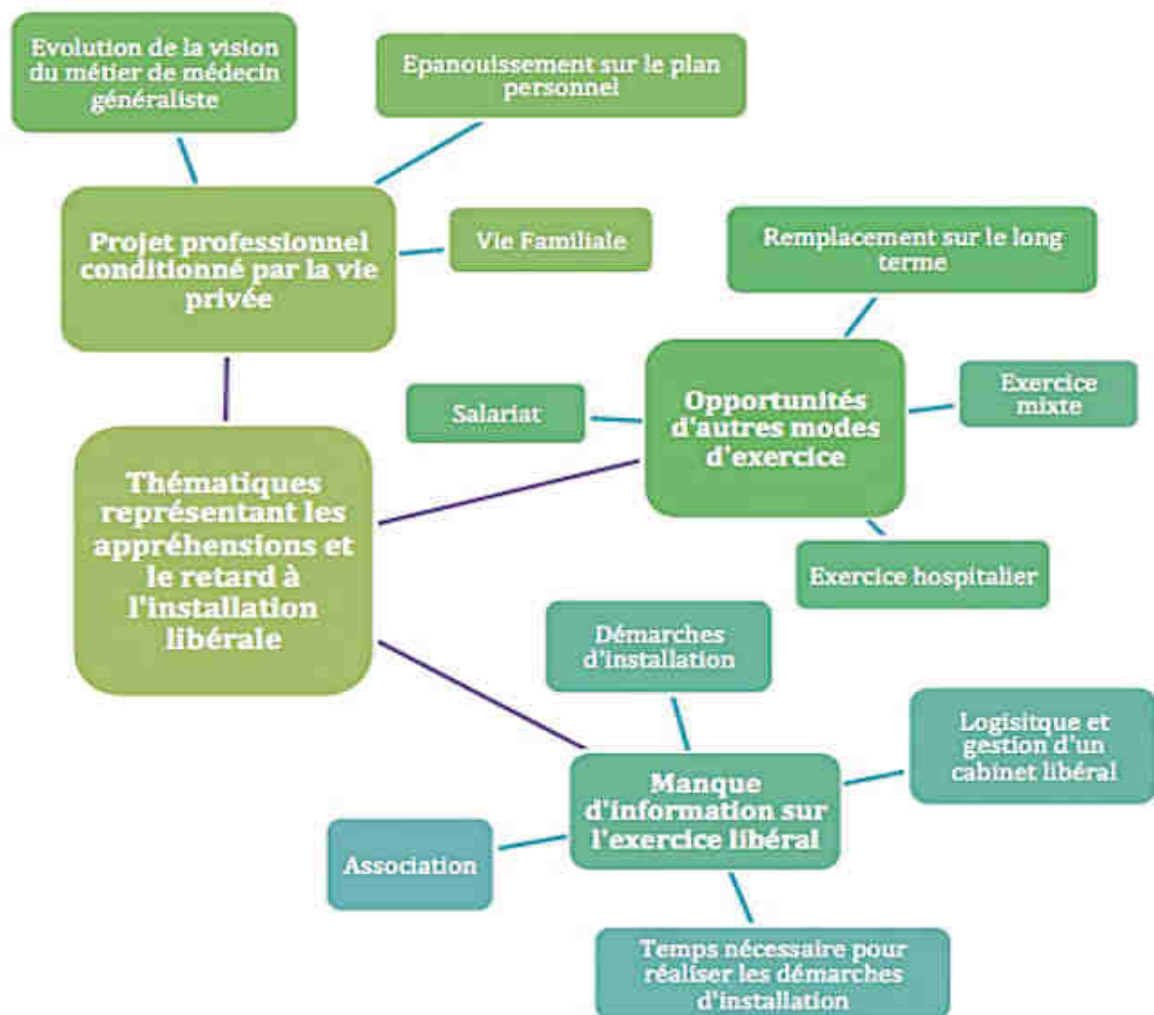 Evolution de la vision
du métier de médecin
généraliste
Epanouissement sur le plan
personnel
Projet professionnel
conditionné par la vie
privée
Vie Familiale
Remplacement sur le long
terme
Salariat
Opportunités
d'autres modes
d'exercice
Exercice
mixte
Exercice hospitalier
Thématiques
représentant les
appréhensions et
le retard à
l'installation
libérale
Démarches
d'installation
Logisitque et
gestion d'un
cabinet libéral
Manque
d'information sur
l'exercice libéral
Association
Temps nécessaire pour
réaliser les démarches
d'installation